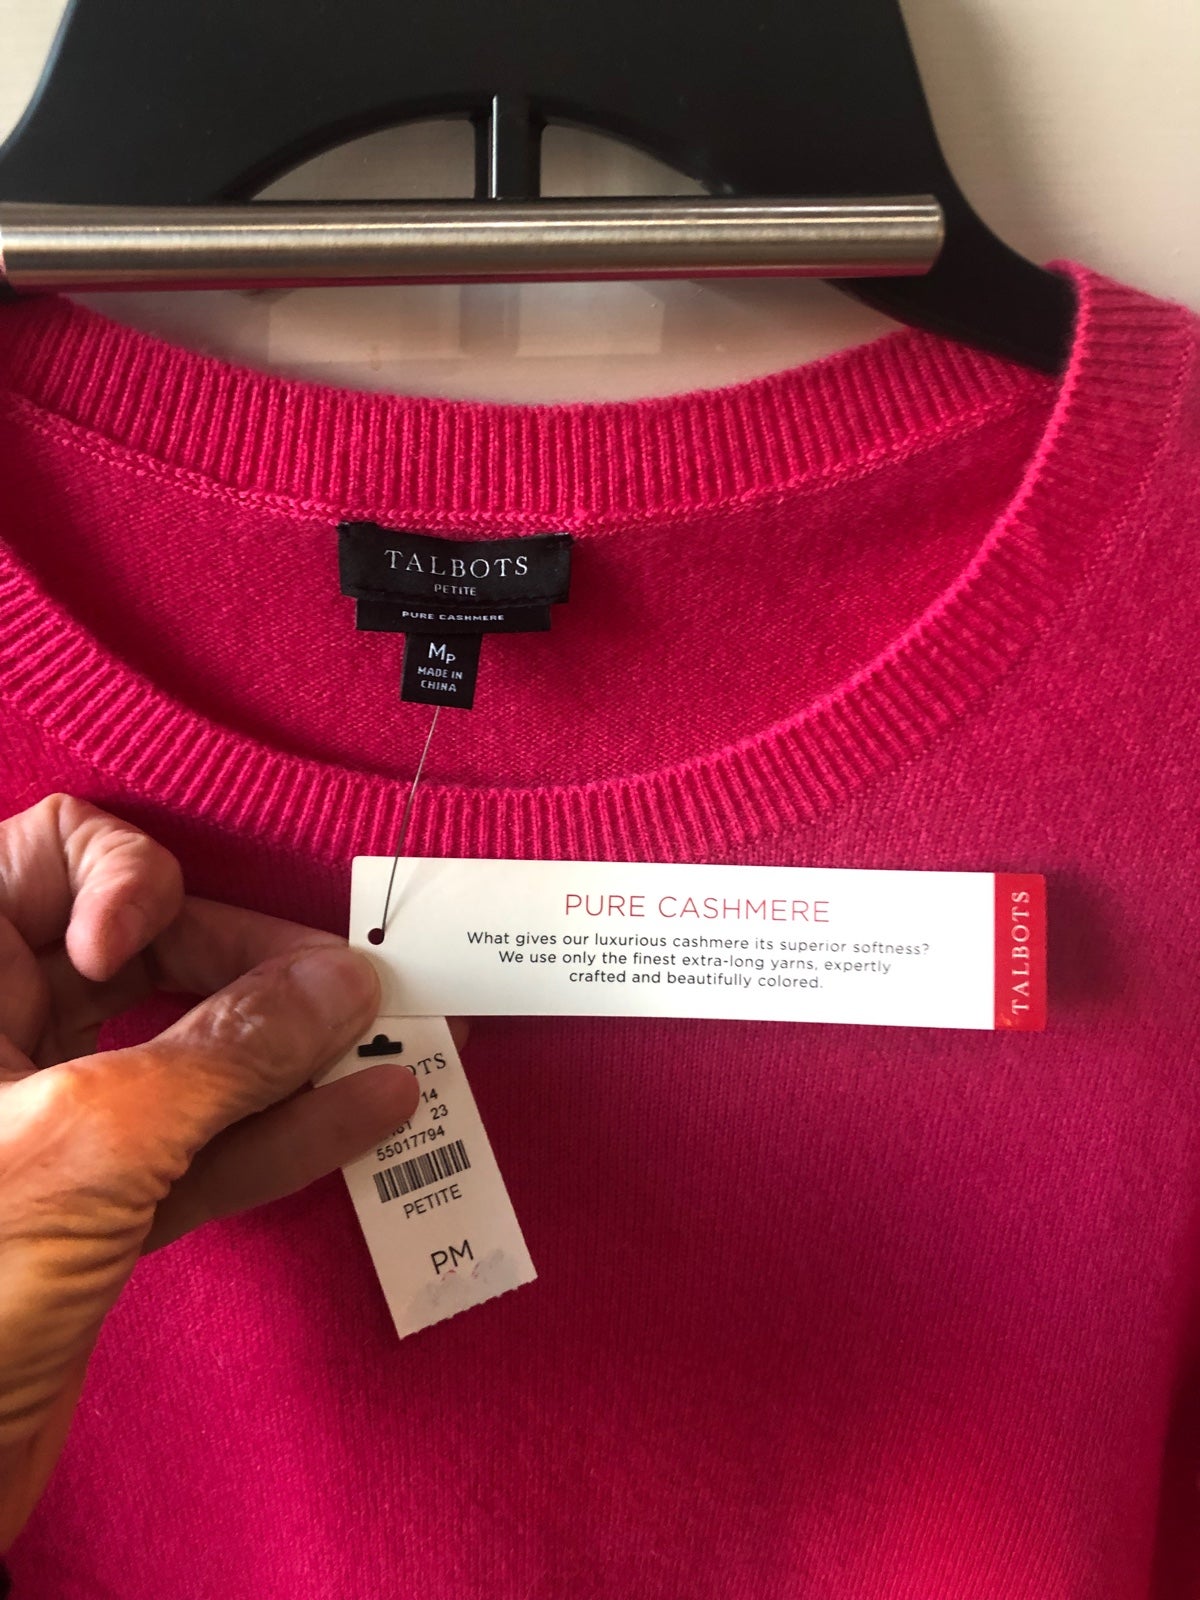 TALBOTS
PETITE
PURE CASHMERE
MP
MADE IN
CHINA
PURE CASHMERE
What gives our luxurious cashmere its superior softness?
We use only the finest extra-long yarns, expertly
crafted and beautifully colored.
TALBOTS
14
23
55017794
PETITE
PM